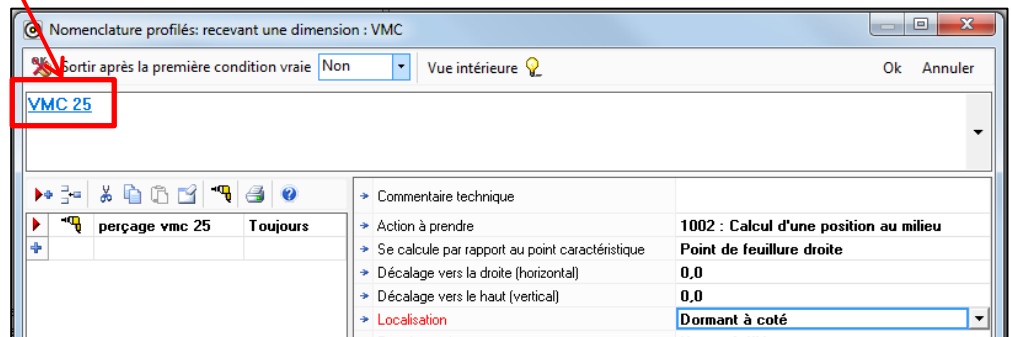 Nomenclature profilés: recevant une dimension : VMC
Sortir après la première condition vraie Non Vue intérieure Ok Annuler
VMC 25
Commentaire technique
perçage vmc 25 Toujours Action à prendre 1002 : Calcul d'une position au milieu
Se calcule par rapport au point caractéristique Point de feuillure droite
Décalage vers la droite (horizontal) 0,0
Décalage vers le haut (vertical) 0,0
Localisation Dormant à coté